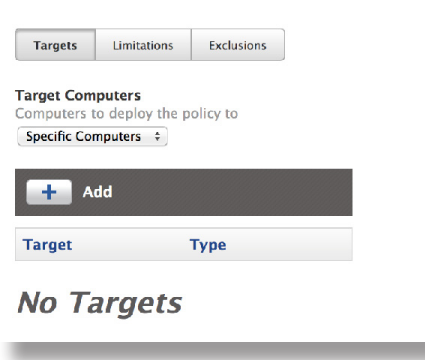 Targets Limitations Exclusions
Target Computers
Computers to deploy the policy to
Specific Computers
+ Add
Target Type
No Targets